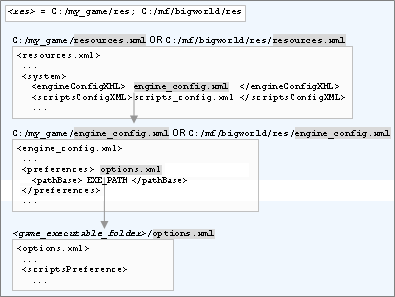 <res> = C:/my_game/res; C:/mf/bigworld/res
C:/my_game/resources.xml OR C:/mf/bigworld/res/resources.xml
<resources.xml>
...
<system>
<engineConfigXML> engine_config.xml </engineConfigXML>
<scriptsConfigXML>scripts_config.xml </scriptsConfigXML>
...
C:/my_game/engine_config.xml OR C:/mf/bigworld/res/engine_config.xml
<engine_config.xml>
...
<preferences> options.xml
<pathBase> EXE_PATH </pathBase>
</preferences>
...
<game_executable_folder>/options.xml
<options.xml>
...
<scriptsPreference>
...